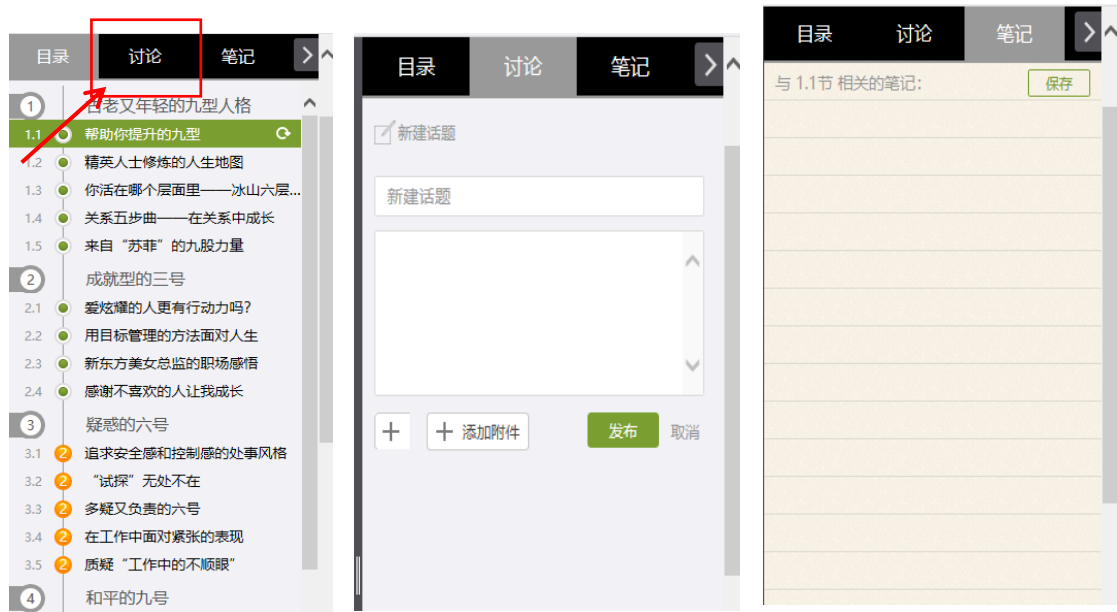 目录 讨论 笔记
1 古老又年轻的九型人格
1.1 帮助你提升的九型
1.2 精英人士修炼的人生地图
1.3 你活在哪个层面里——冰山六层...
1.4 关系五步曲——在关系中成长
1.5 来自“苏菲”的九股力量
2 成就型的三号
2.1 爱炫耀的人更有行动力吗?
2.2 用目标管理的方法面对人生
2.3 新东方美女总监的职场感悟
2.4 感谢不喜欢的人让我成长
3 疑惑的六号
3.1 2 追求安全感和控制感的处事风格
3.2 2 “试探”无处不在
3.3 2 多疑又负责的六号
3.4 2 在工作中面对紧张的表现
3.5 2 质疑“工作中的不顺眼”
4 和平的九号
目录 讨论 笔记
新建话题
新建话题
添加附件 发布 取消
目录 讨论 笔记
与 1.1节 相关的笔记: 保存